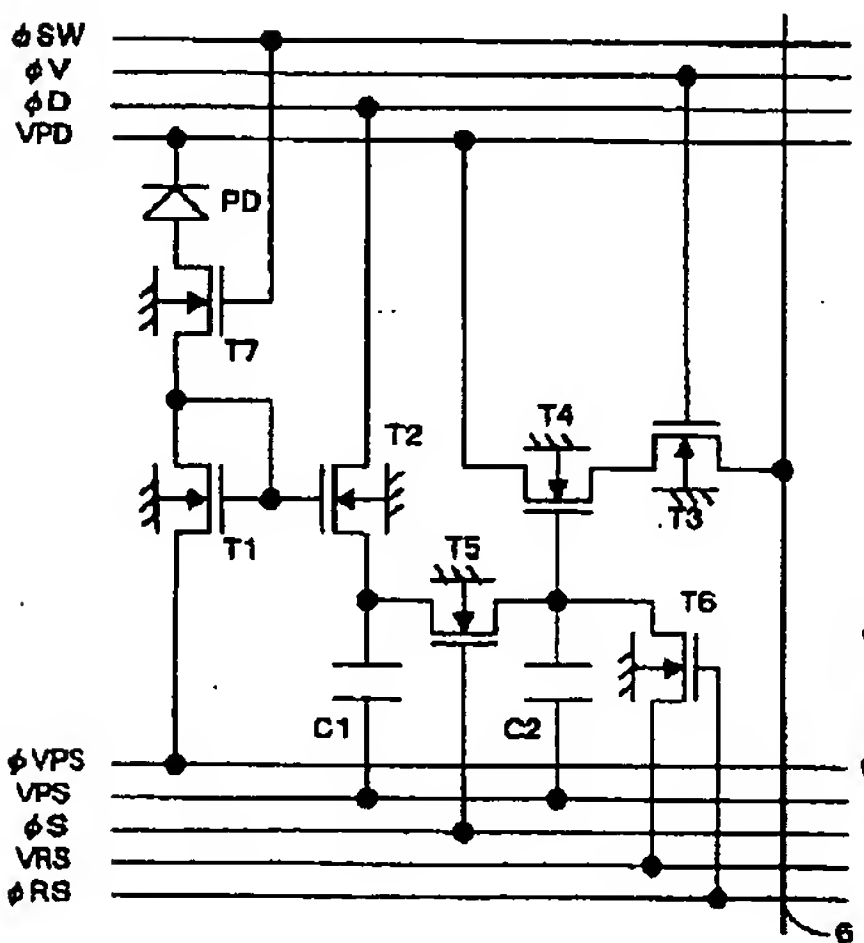 φSW
φV
φD
VPD
PD
T7
T4
T2
T3
T1
T5
T6
C1
C2
φVPS
VPS
φS
VRS
φRS
6